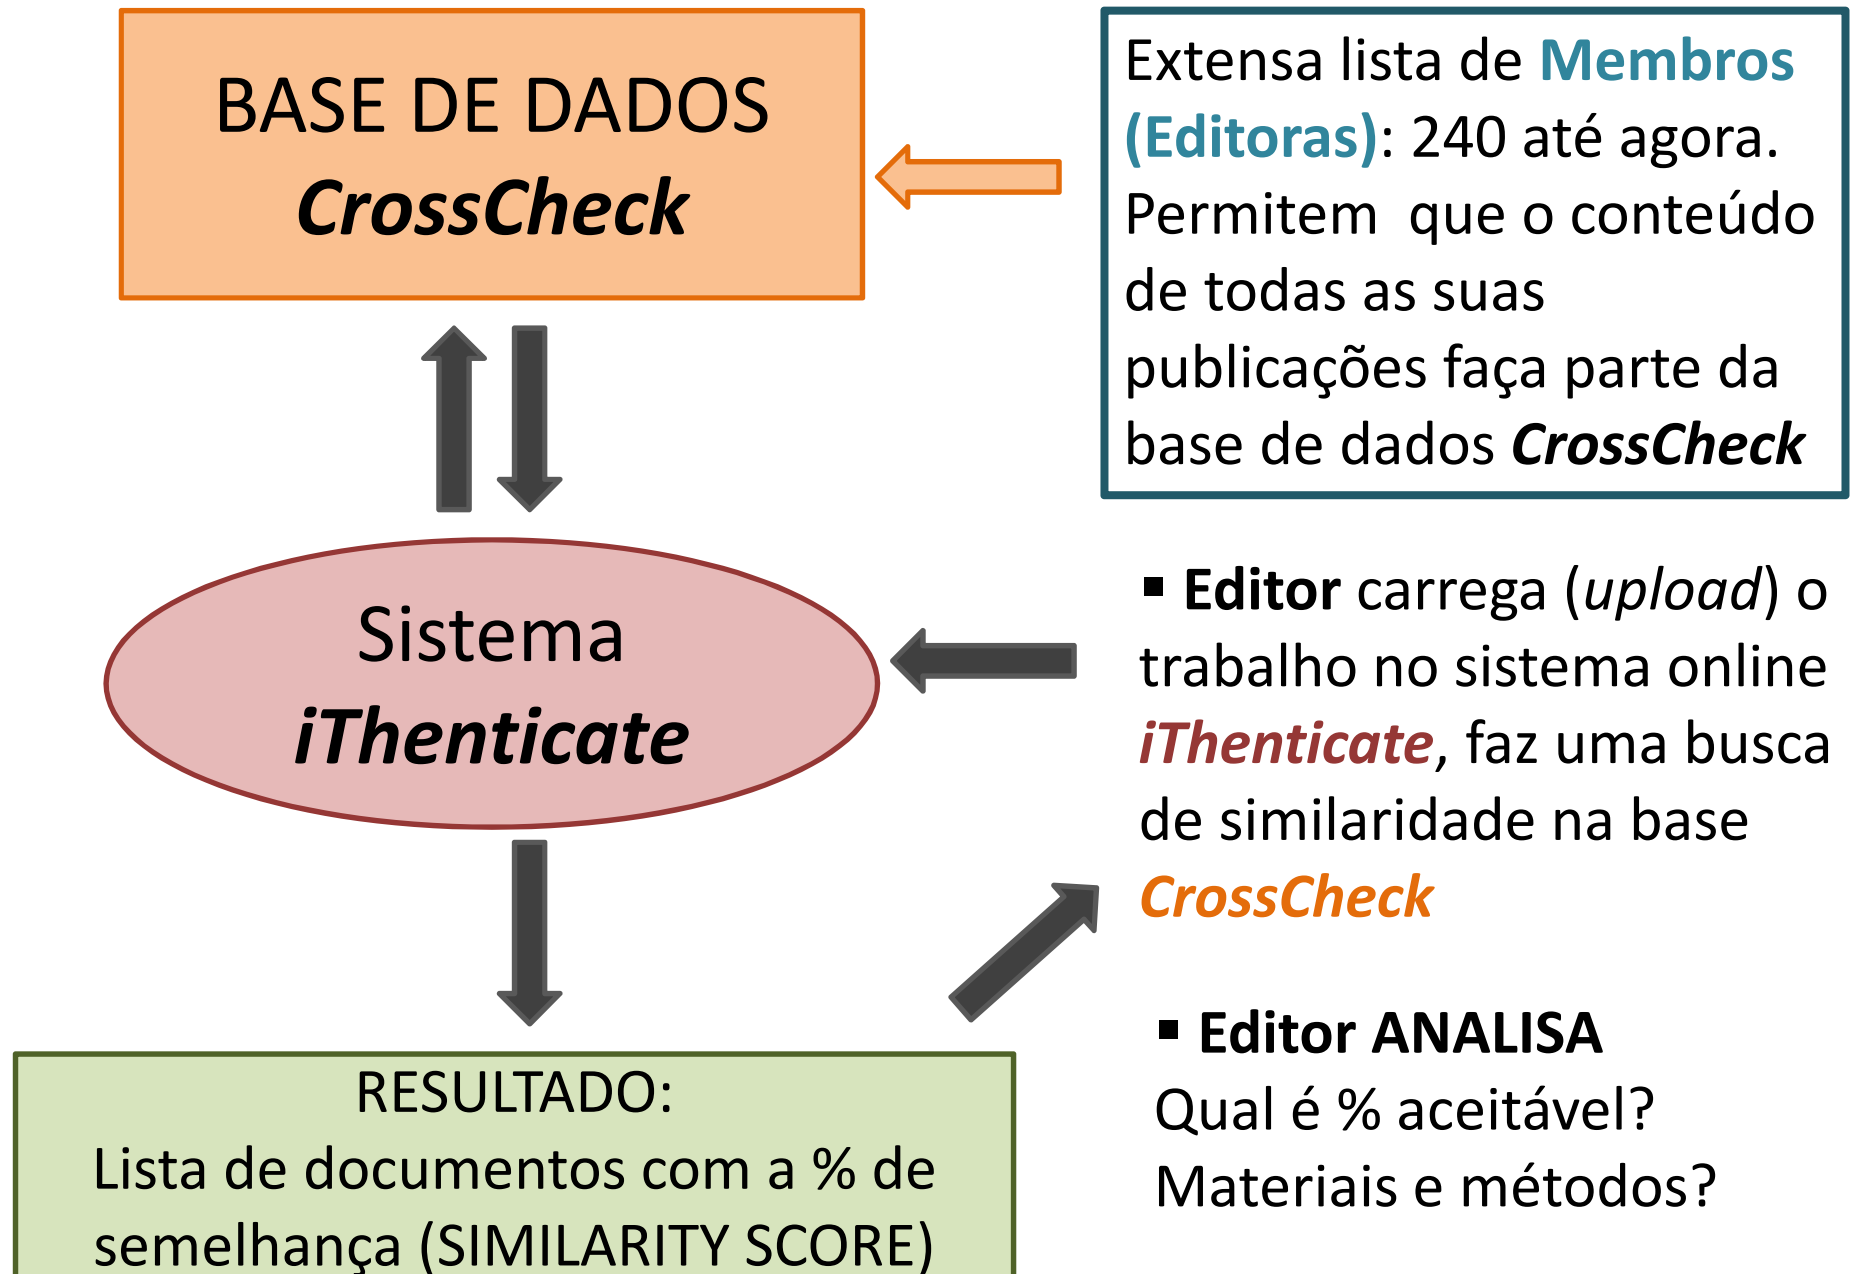 BASE DE DADOS
CrossCheck
Extensa lista de Membros
(Editoras): 240 até agora.
Permitem que o conteúdo
de todas as suas
publicações faça parte da
base de dados CrossCheck
Sistema
iThenticate
▪ Editor carrega (upload) o
trabalho no sistema online
iThenticate, faz uma busca
de similaridade na base
CrossCheck
RESULTADO:
Lista de documentos com a % de
semelhança (SIMILARITY SCORE)
▪ Editor ANALISA
Qual é % aceitável?
Materiais e métodos?